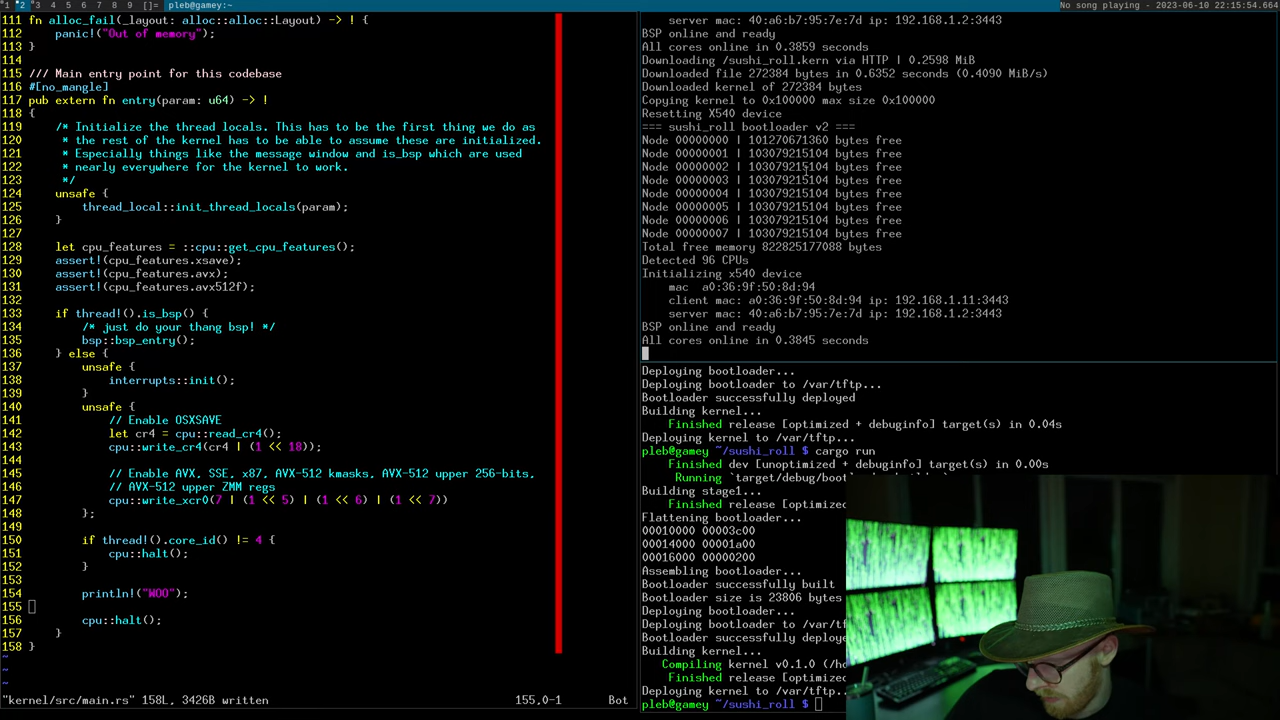 1 2 3 4 5 6 7 8 9 []= pleb@gamey:~
No song playing - 2023-06-10 22:15:54.664
111 fn alloc_fail(_layout: alloc::alloc::Layout) -> ! {
112 panic!("Out of memory");
113 }
114
115 /// Main entry point for this codebase
116 #[no_mangle]
117 pub extern fn entry(param: u64) -> !
118 {
119 /* Initialize the thread locals. This has to be the first thing we do as
120 * the rest of the kernel has to be able to assume these are initialized.
121 * Especially things like the message window and is_bsp which are used
122 * nearly everywhere for the kernel to work.
123 */
124 unsafe {
125 thread_local::init_thread_locals(param);
126 }
127
128 let cpu_features = ::cpu::get_cpu_features();
129 assert!(cpu_features.xsave);
130 assert!(cpu_features.avx);
131 assert!(cpu_features.avx512f);
132
133 if thread!().is_bsp() {
134 /* just do your thang bsp! */
135 bsp::bsp_entry();
136 } else {
137 unsafe {
138 interrupts::init();
139 }
140 unsafe {
141 // Enable OSXSAVE
142 let cr4 = cpu::read_cr4();
143 cpu::write_cr4(cr4 | (1 << 18));
144
145 // Enable AVX, SSE, x87, AVX-512 kmasks, AVX-512 upper 256-bits,
146 // AVX-512 upper ZMM regs
147 cpu::write_xcr0(7 | (1 << 5) | (1 << 6) | (1 << 7))
148 };
149
150 if thread!().core_id() != 4 {
151 cpu::halt();
152 }
153
154 println!("WOO");
155
156 cpu::halt();
157 }
158 }
~
~
~
"kernel/src/main.rs" 158L, 3426B written 155,0-1 Bot
server mac: 40:a6:b7:95:7e:7d ip: 192.168.1.2:3443
BSP online and ready
All cores online in 0.3859 seconds
Downloading /sushi_roll.kern via HTTP | 0.2598 MiB
Downloaded file 272384 bytes in 0.6352 seconds (0.4090 MiB/s)
Downloaded kernel of 272384 bytes
Copying kernel to 0x100000 max size 0x100000
Resetting X540 device
=== sushi_roll bootloader v2 ===
Node 00000000 | 101270671360 bytes free
Node 00000001 | 103079215104 bytes free
Node 00000002 | 103079215104 bytes free
Node 00000003 | 103079215104 bytes free
Node 00000004 | 103079215104 bytes free
Node 00000005 | 103079215104 bytes free
Node 00000006 | 103079215104 bytes free
Node 00000007 | 103079215104 bytes free
Total free memory 822825177088 bytes
Detected 96 CPUs
Initializing x540 device
mac a0:36:9f:50:8d:94
client mac: a0:36:9f:50:8d:94 ip: 192.168.1.11:3443
server mac: 40:a6:b7:95:7e:7d ip: 192.168.1.2:3443
BSP online and ready
All cores online in 0.3845 seconds
Deploying bootloader...
Deploying bootloader to /var/tftp...
Bootloader successfully deployed
Building kernel...
Finished release [optimized + debuginfo] target(s) in 0.04s
Deploying kernel to /var/tftp...
pleb@gamey ~/sushi_roll $ cargo run
Finished dev [unoptimized + debuginfo] target(s) in 0.00s
Running `target/debug/boo
Building stage1...
Finished release [optimize
Flattening bootloader...
00010000 00003c00
00014000 00001a00
00016000 00000200
Assembling bootloader...
Bootloader successfully built
Bootloader size is 23806 bytes
Deploying bootloader...
Deploying bootloader to /var/t
Bootloader successfully deploye
Building kernel...
Compiling kernel v0.1.0 (/ho
Finished release [optimize
Deploying kernel to /var/tftp...
pleb@gamey ~/sushi_roll $